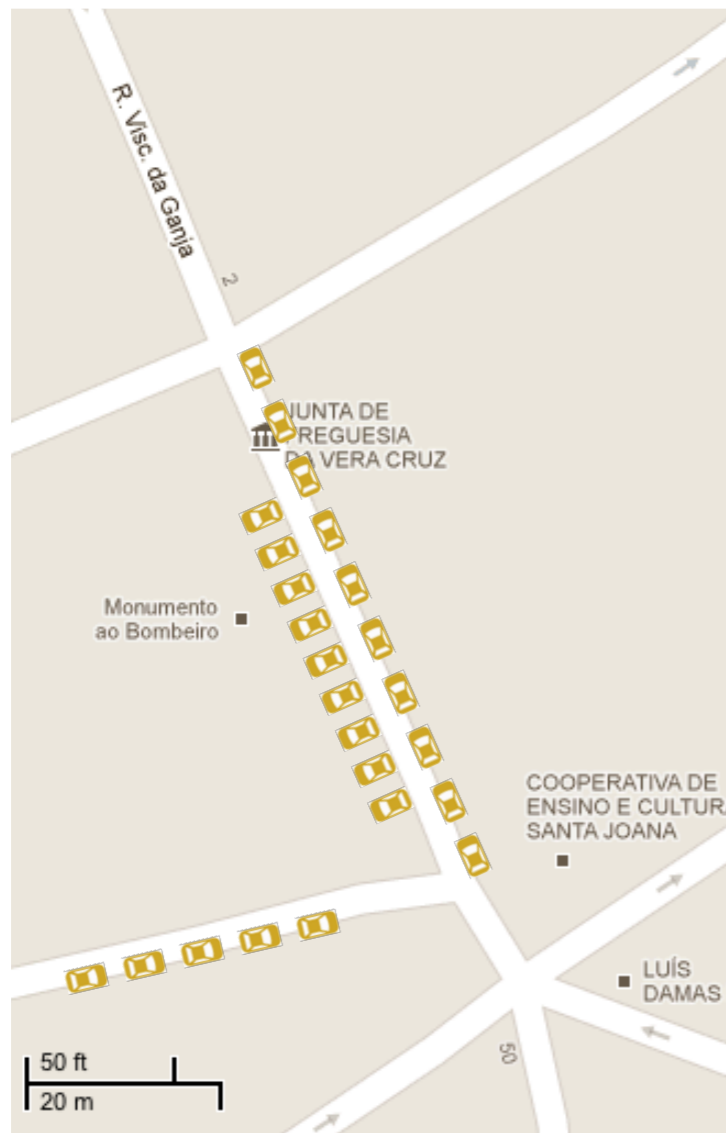 R. Visc. da Ganja
2
JUNTA DE
FREGUESIA
DA VERA CRUZ
Monumento
ao Bombeiro
COOPERATIVA DE
ENSINO E CULTURA
SANTA JOANA
LUÍS
DAMAS
50
50 ft
20 m